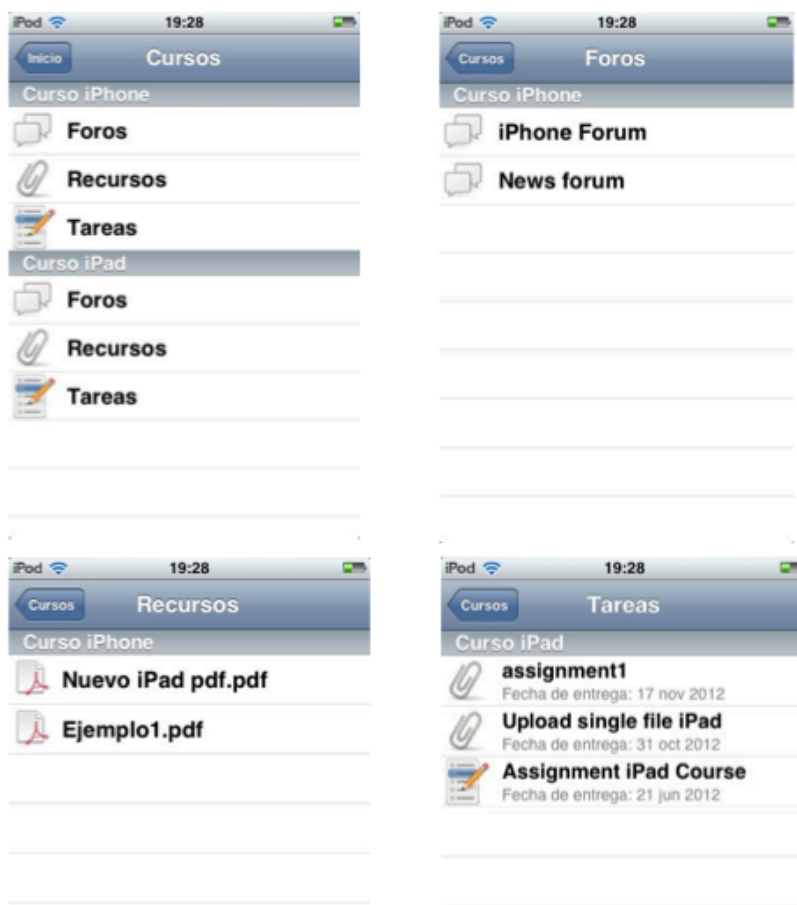 iPod 19:28
Inicio Cursos
Curso iPhone
Foros
Recursos
Tareas
Curso iPad
Foros
Recursos
Tareas
iPod 19:28
Cursos Foros
Curso iPhone
iPhone Forum
News forum
iPod 19:28
Cursos Recursos
Curso iPhone
Nuevo iPad pdf.pdf
Ejemplo1.pdf
iPod 19:28
Cursos Tareas
Curso iPad
assignment1
Fecha de entrega: 17 nov 2012
Upload single file iPad
Fecha de entrega: 31 oct 2012
Assignment iPad Course
Fecha de entrega: 21 jun 2012